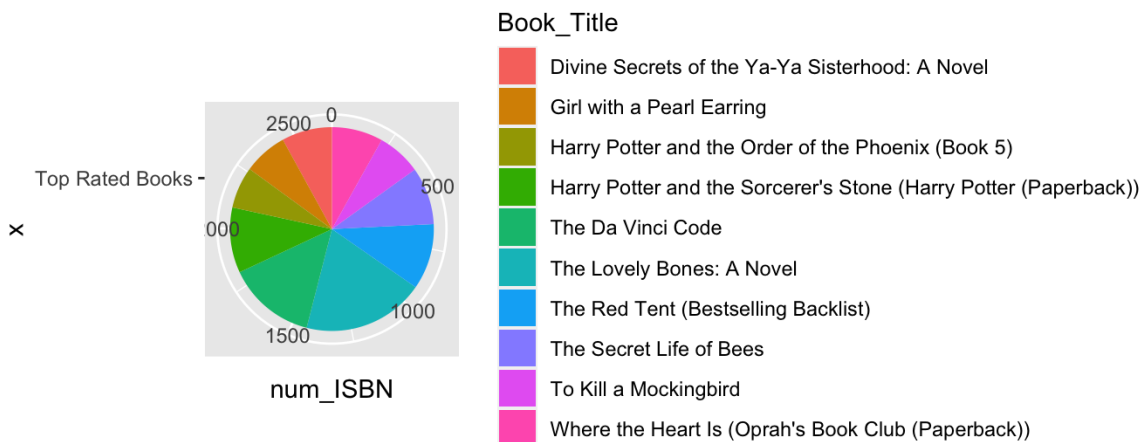 Book_Title
Divine Secrets of the Ya-Ya Sisterhood: A Novel
Girl with a Pearl Earring
Harry Potter and the Order of the Phoenix (Book 5)
Harry Potter and the Sorcerer's Stone (Harry Potter (Paperback))
The Da Vinci Code
The Lovely Bones: A Novel
The Red Tent (Bestselling Backlist)
The Secret Life of Bees
To Kill a Mockingbird
Where the Heart Is (Oprah's Book Club (Paperback))
0
2500
Top Rated Books
500
x
1000
1500
num_ISBN